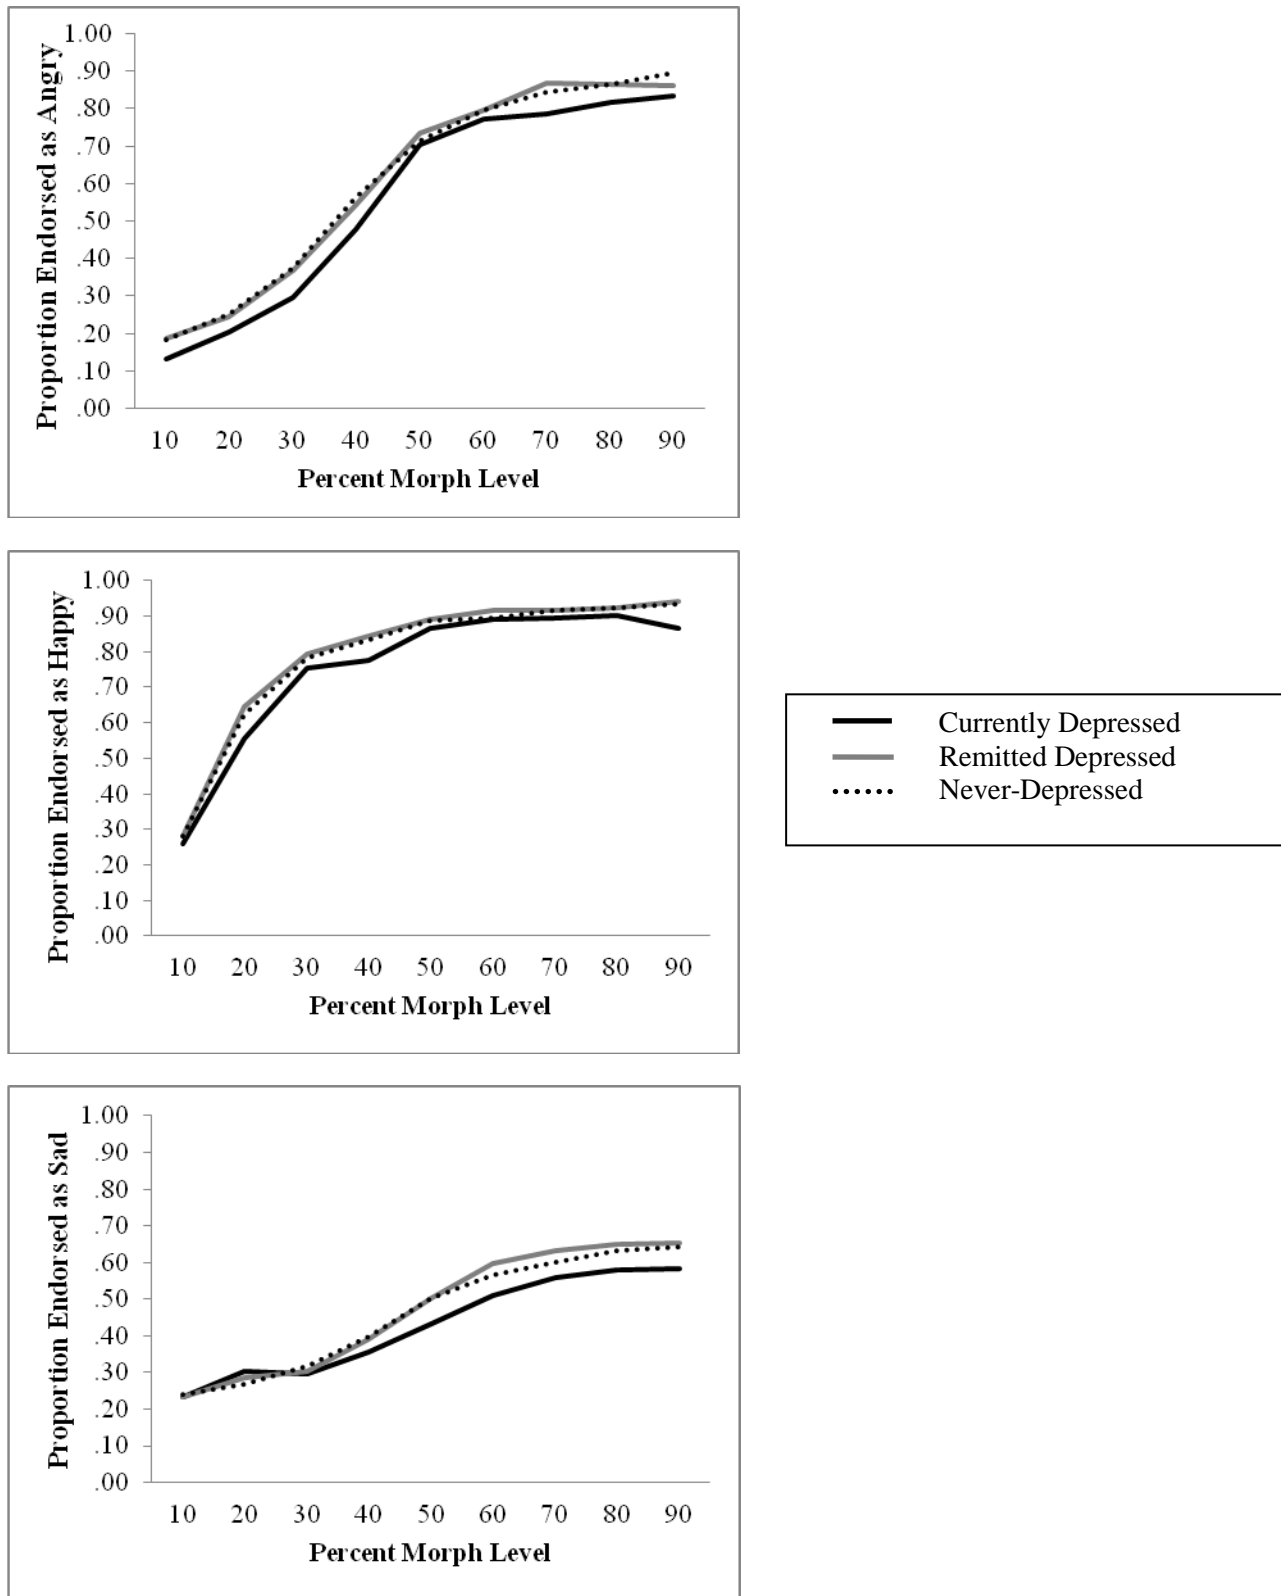 Proportion Endorsed as Angry
1.00
.90
.80
.70
.60
.50
.40
.30
.20
.10
.00
10 20 30 40 50 60 70 80 90
Percent Morph Level
Proportion Endorsed as Happy
1.00
.90
.80
.70
.60
.50
.40
.30
.20
.10
.00
10 20 30 40 50 60 70 80 90
Percent Morph Level
Currently Depressed
Remitted Depressed
Never-Depressed
Proportion Endorsed as Sad
1.00
.90
.80
.70
.60
.50
.40
.30
.20
.10
.00
10 20 30 40 50 60 70 80 90
Percent Morph Level